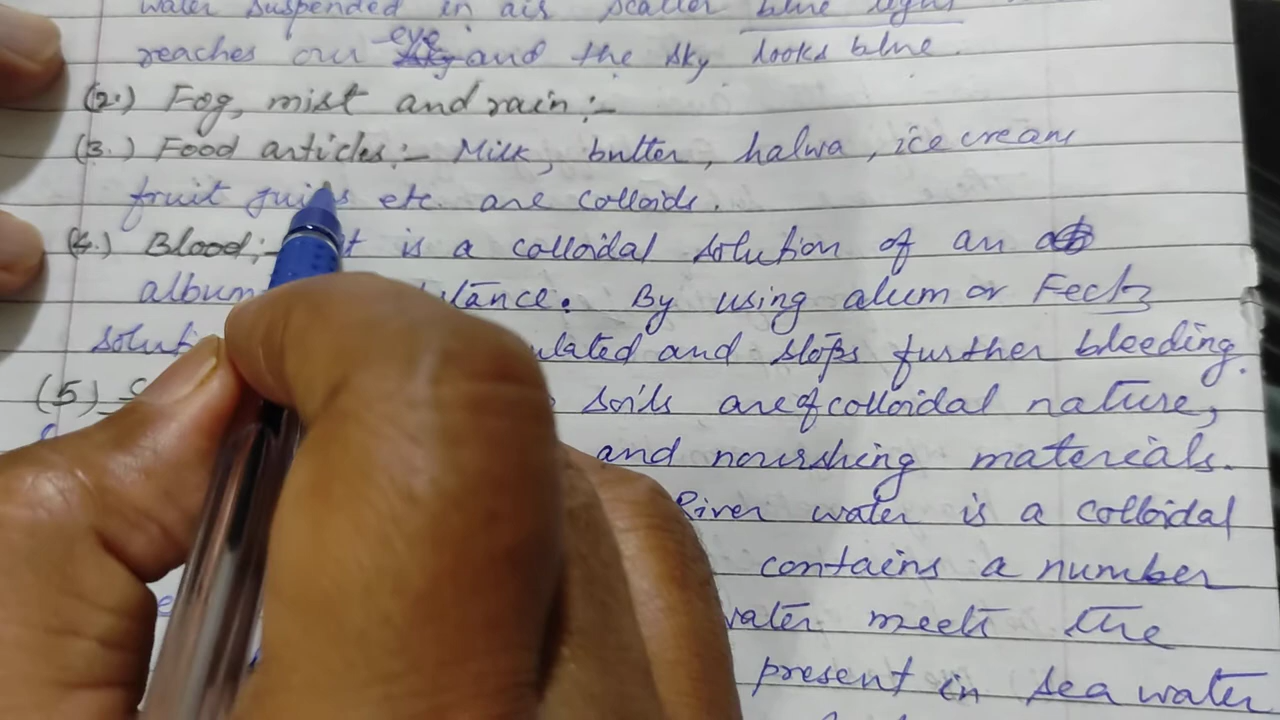 water suspended in air scatter blue light
reaches our eye and the sky looks blue.
(2.) Fog, mist and rain :-
(3.) Food articles :- Milk, butter, halwa, ice cream
fruit juices etc. are colloids.
(4.) Blood :- It is a colloidal solution of an
album stance. By using alum or Fecl3
solut ulated and stops further bleeding.
(5) soils are of colloidal nature,
and nourshing materials.
River water is a colloidal
contains a number
water meets the
present in sea water